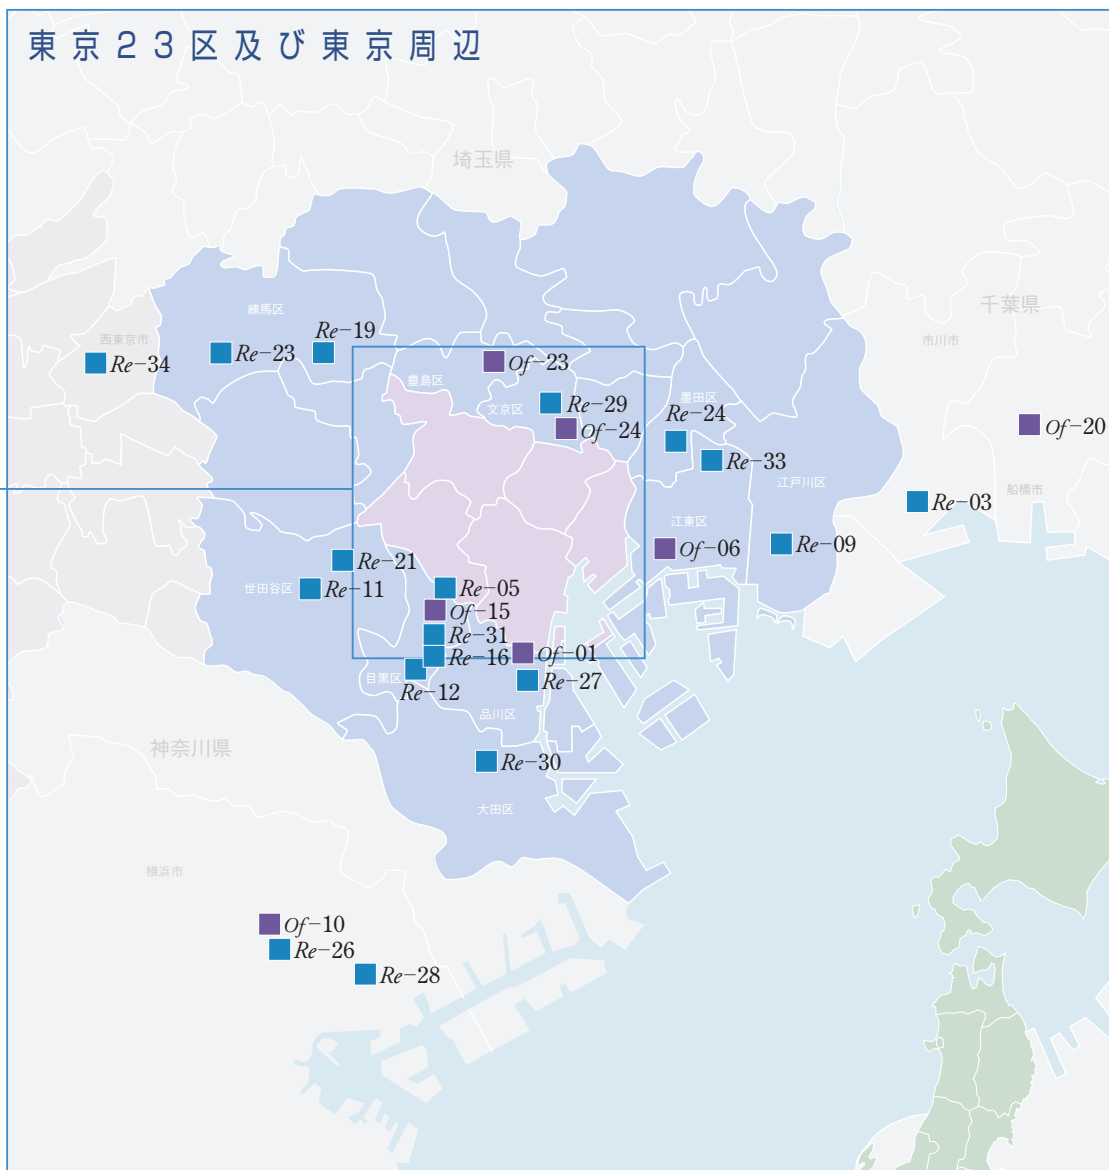 東京23区及び東京周辺
埼玉県
千葉県
練馬区
西東京市
Re-19
市川市
Re-34
Re-23
Of-23
豊島区
墨田区
文京区
Re-29
Re-24
Of-24
Of-20
Re-33
江戸川区
船橋市
Re-03
江東区
Of-06
Re-09
Re-21
世田谷区
Re-11
Re-05
Of-15
Re-31
Re-16
Of-01
目黒区
Re-12
Re-27
品川区
神奈川県
Re-30
大田区
横浜市
Of-10
Re-26
Re-28